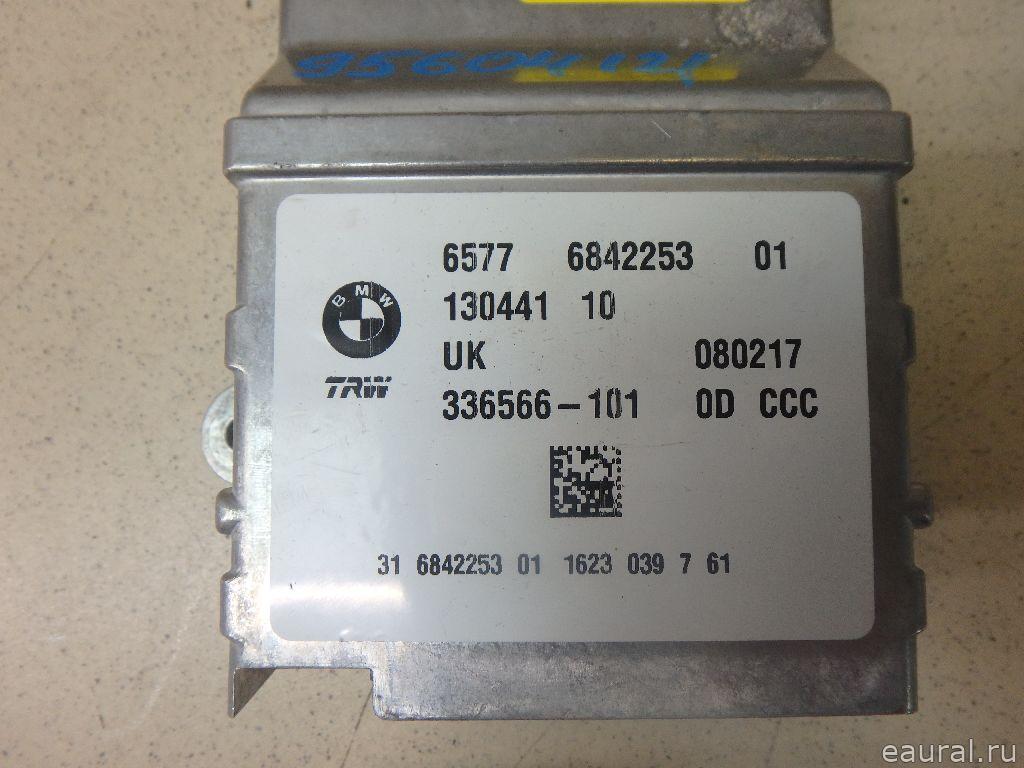 95604121
6577 6842253 01
130441 10
BMW
UK 080217
TRW
336566-101 0D CCC
31 6842253 01 1623 039 7 61
eaural.ru